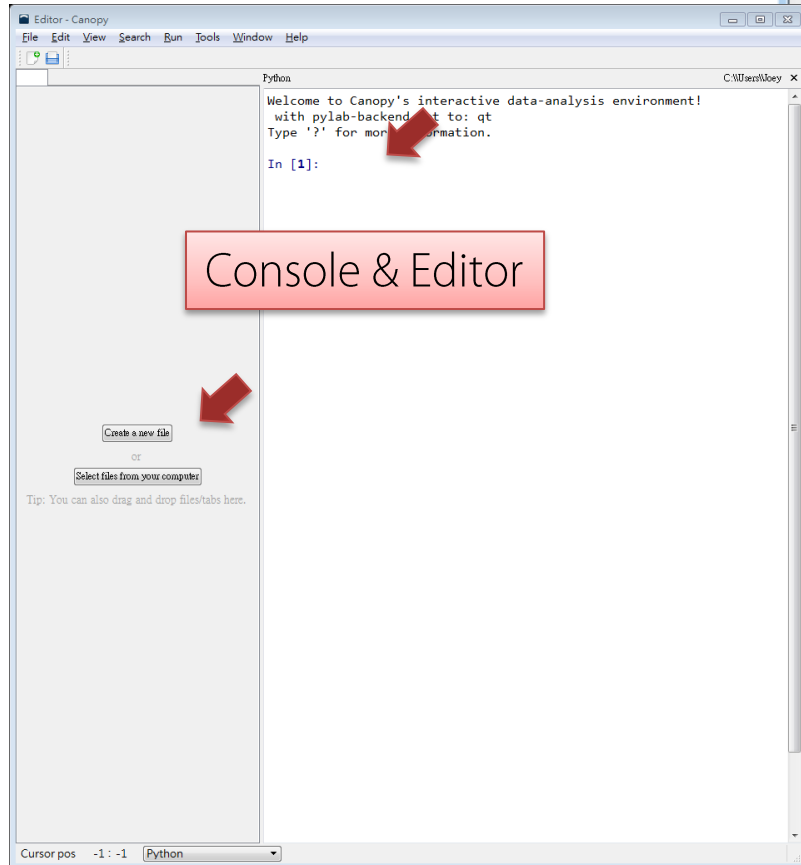 Editor - Canopy
File Edit View Search Run Tools Window Help
Python C:\\Users\\Joey
Welcome to Canopy's interactive data-analysis environment!
with pylab-backend to: qt
Type '?' for
In [1]:
Console & Editor
Create a new file
or
Select files from your computer
Tip: You can also drag and drop files/tabs here.
Cursor pos -1 : -1 Python